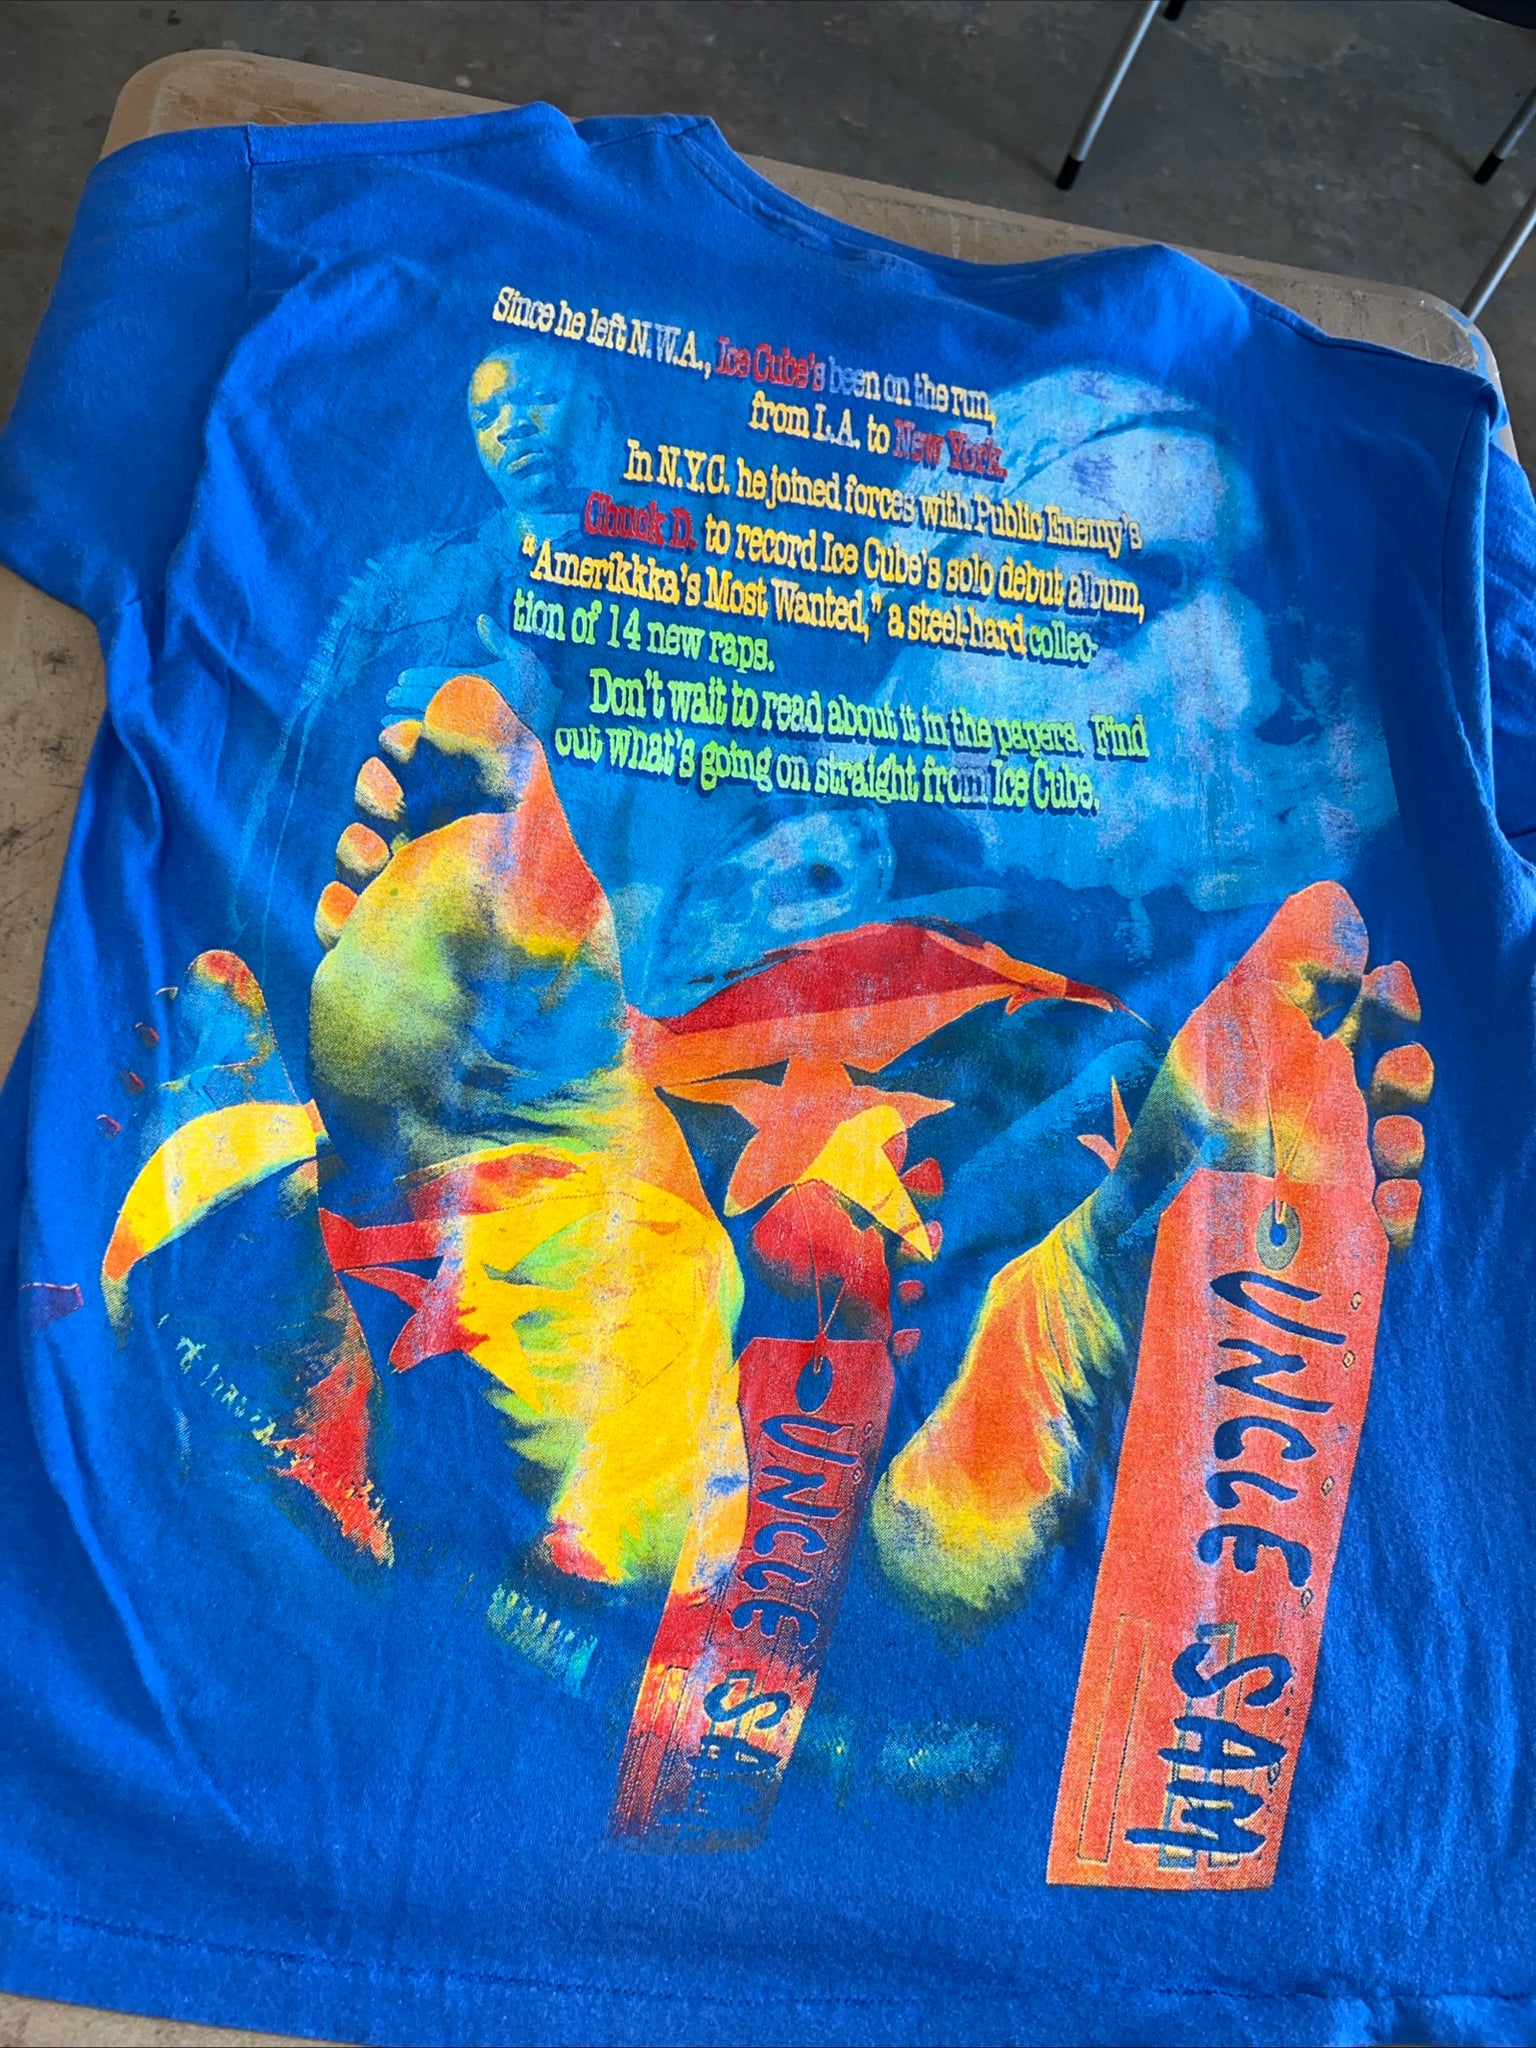 Since he left N.W.A., Ice Cube's been on the run,
from L.A. to New York.
In N.Y.C. he joined forces with Public Enemy's
Chuck D. to record Ice Cube's solo debut album,
"Amerikkka's Most Wanted," a steel-hard collec-
tion of 14 new raps.
Don't wait to read about it in the papers. Find
out what's going on straight from Ice Cube.
UNCLE SAM
UNCLE SAM